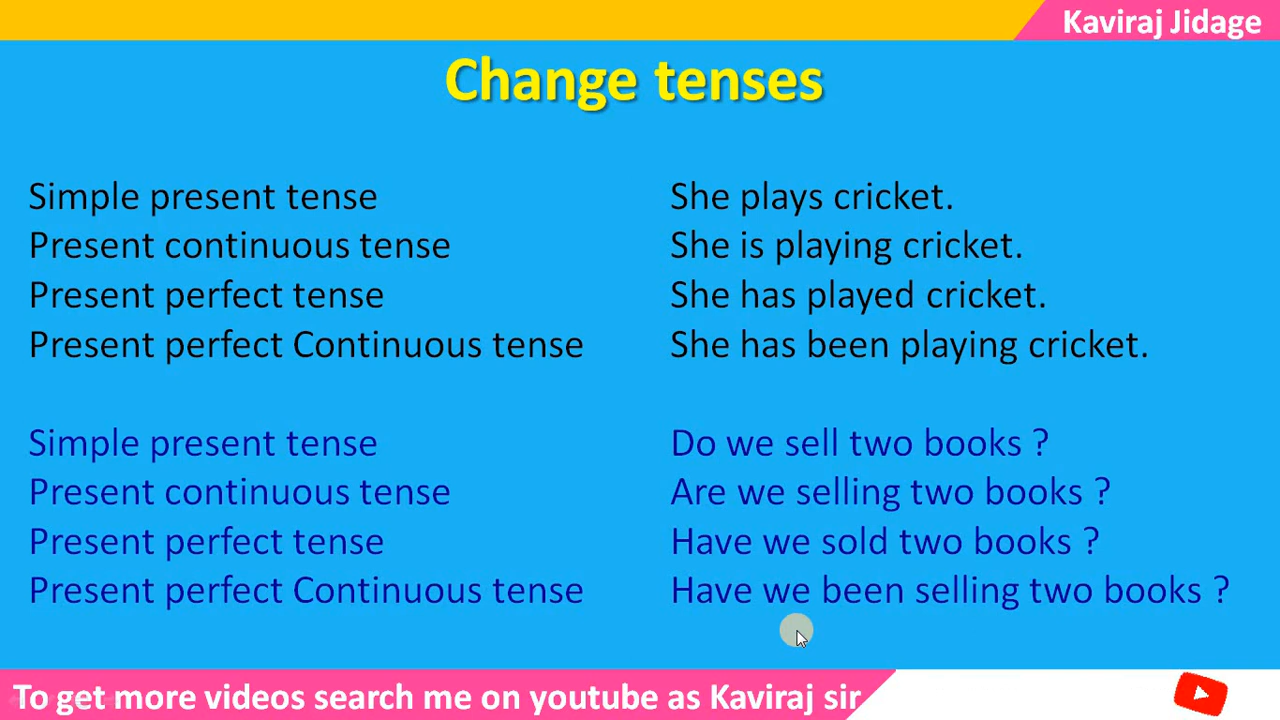 Kaviraj Jidage
Change tenses
Simple present tense She plays cricket.
Present continuous tense She is playing cricket.
Present perfect tense She has played cricket.
Present perfect Continuous tense She has been playing cricket.
Simple present tense Do we sell two books ?
Present continuous tense Are we selling two books ?
Present perfect tense Have we sold two books ?
Present perfect Continuous tense Have we been selling two books ?
To get more videos search me on youtube as Kaviraj sir